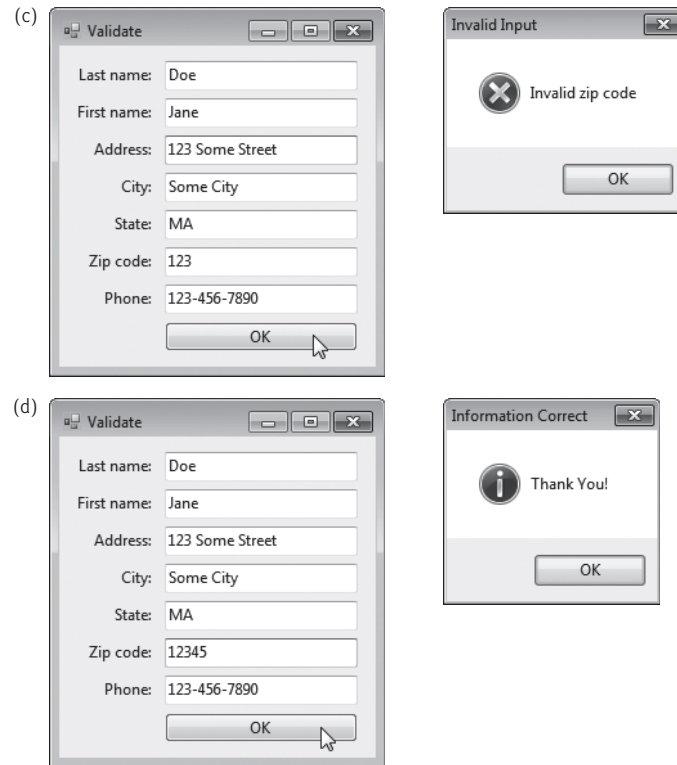 (c)
Validate
Last name: Doe
First name: Jane
Address: 123 Some Street
City: Some City
State: MA
Zip code: 123
Phone: 123-456-7890
OK
Invalid Input
Invalid zip code
OK
(d)
Validate
Last name: Doe
First name: Jane
Address: 123 Some Street
City: Some City
State: MA
Zip code: 12345
Phone: 123-456-7890
OK
Information Correct
Thank You!
OK